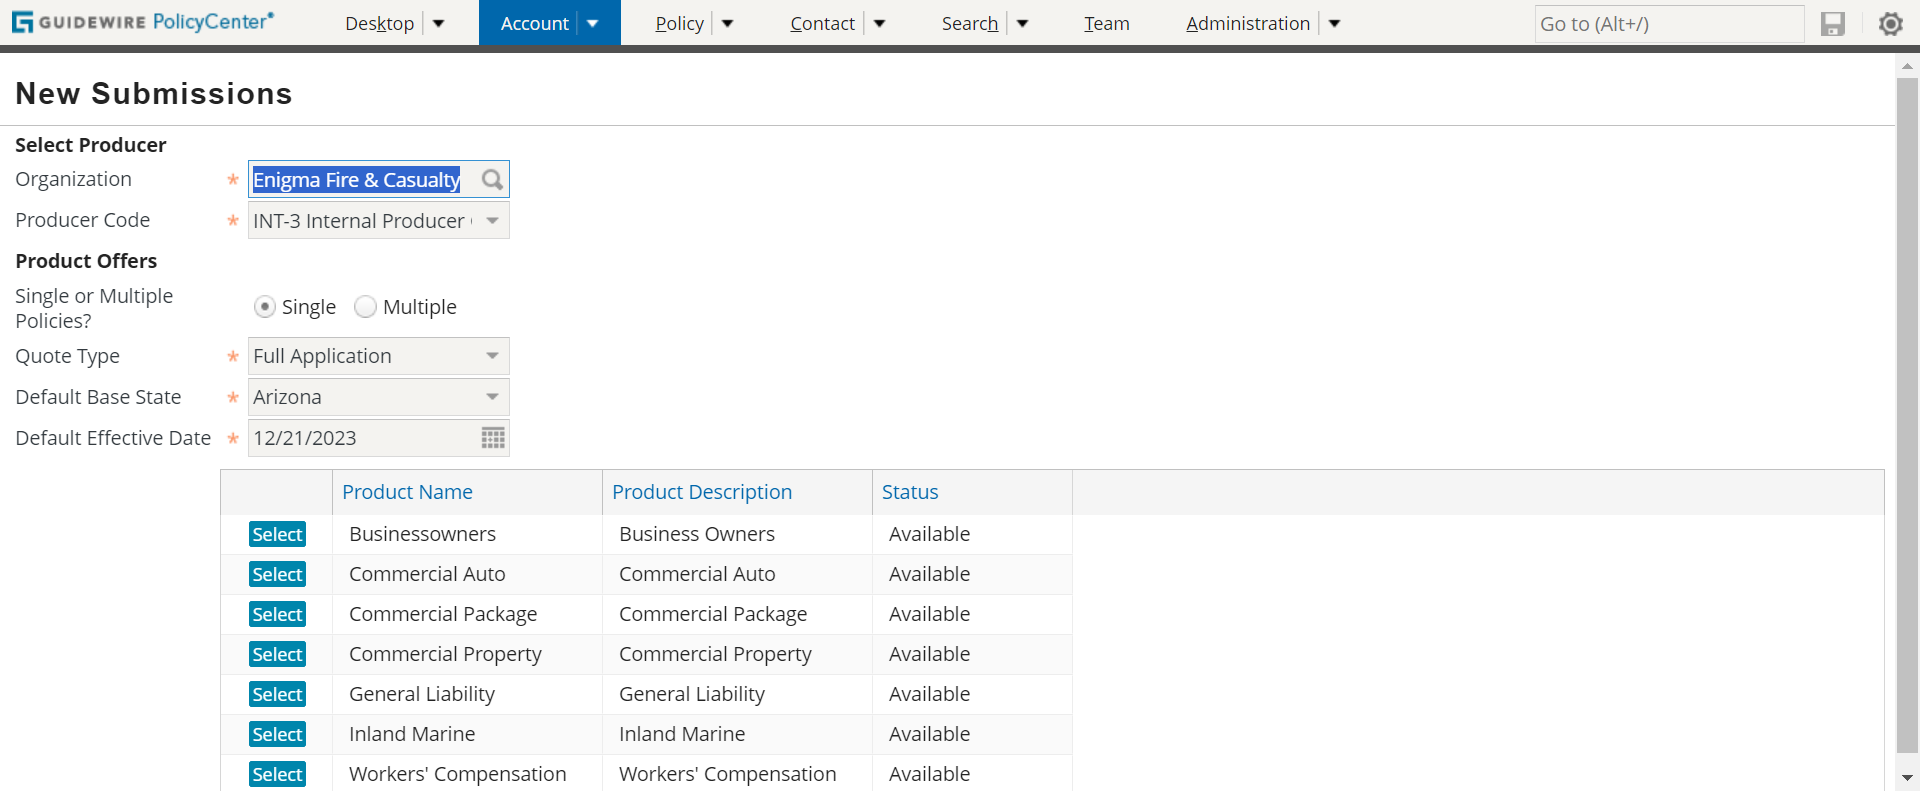 GUIDEWIRE PolicyCenter® Desktop Account Policy Contact Search Team Administration Go to (Alt+/)
New Submissions
Select Producer
Organization * Enigma Fire & Casualty
Producer Code * INT-3 Internal Producer
Product Offers
Single or Multiple
Policies?
Single Multiple
Quote Type * Full Application
Default Base State * Arizona
Default Effective Date * 12/21/2023
Product Name Product Description Status
Select Businessowners Business Owners Available
Select Commercial Auto Commercial Auto Available
Select Commercial Package Commercial Package Available
Select Commercial Property Commercial Property Available
Select General Liability General Liability Available
Select Inland Marine Inland Marine Available
Select Workers' Compensation Workers' Compensation Available